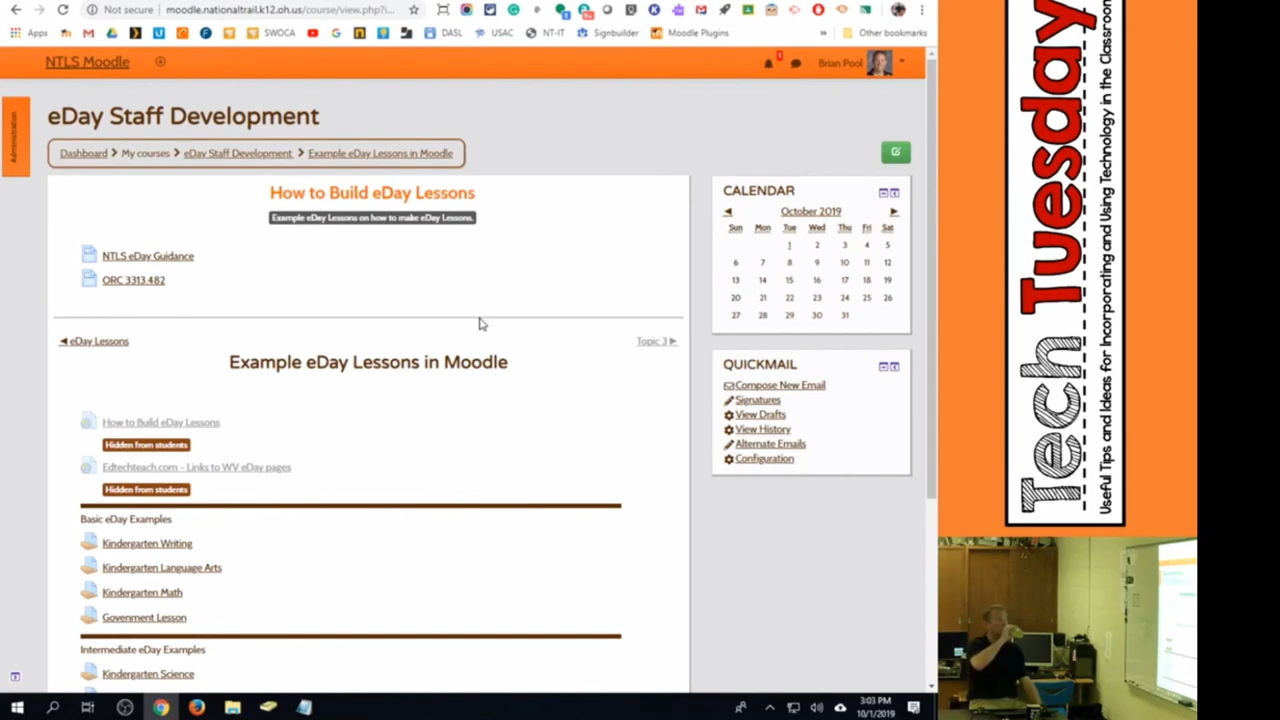 Not secure | moodle.nationaltrail.k12.oh.us/course/view.php?i...
Apps
SWOCA
DASL
USAC
NT-IT
Signbuilder
Moodle Plugins
»
Other bookmarks
NTLS Moodle
Brian Pool
Administration
eDay Staff Development
Dashboard
My courses
eDay Staff Development
Example eDay Lessons in Moodle
How to Build eDay Lessons
Example eDay Lessons on how to make eDay Lessons.
NTLS eDay Guidance
ORC 3313.482
◀ eDay Lessons
Topic 3 ▶
Example eDay Lessons in Moodle
How to Build eDay Lessons
Hidden from students
Edtechteach.com - Links to WV eDay pages
Hidden from students
Basic eDay Examples
Kindergarten Writing
Kindergarten Language Arts
Kindergarten Math
Govenment Lesson
Intermediate eDay Examples
Kindergarten Science
CALENDAR
◀ October 2019 ▶
Sun Mon Tue Wed Thu Fri Sat
1 2 3 4 5
6 7 8 9 10 11 12
13 14 15 16 17 18 19
20 21 22 23 24 25 26
27 28 29 30 31
QUICKMAIL
Compose New Email
Signatures
View Drafts
View History
Alternate Emails
Configuration
3:03 PM
10/1/2019
Tech Tuesday
Useful Tips and Ideas for Incorporating and Using Technology in the Classroom